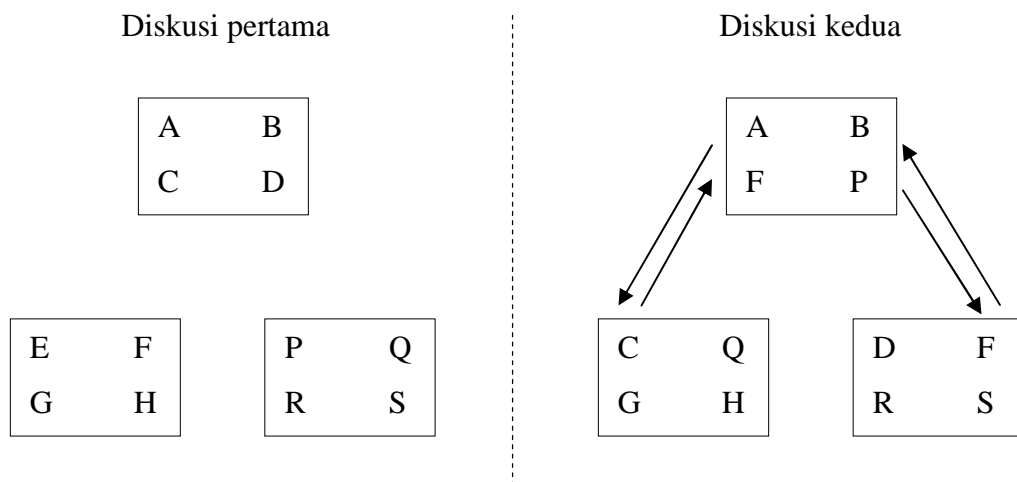 Diskusi pertama
A B
C D
E F
G H
P Q
R S
Diskusi kedua
A B
F P
C Q
G H
D F
R S